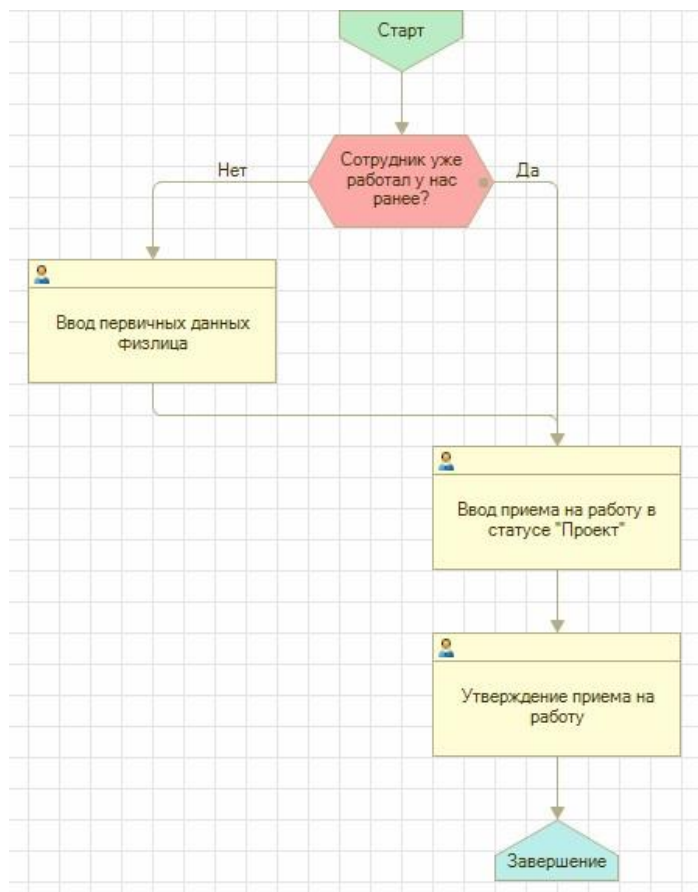 Старт
Сотрудник уже
работал у нас
ранее?
Нет
Да
Ввод первичных данных
физлица
Ввод приема на работу в
статусе "Проект"
Утверждение приема на
работу
Завершение